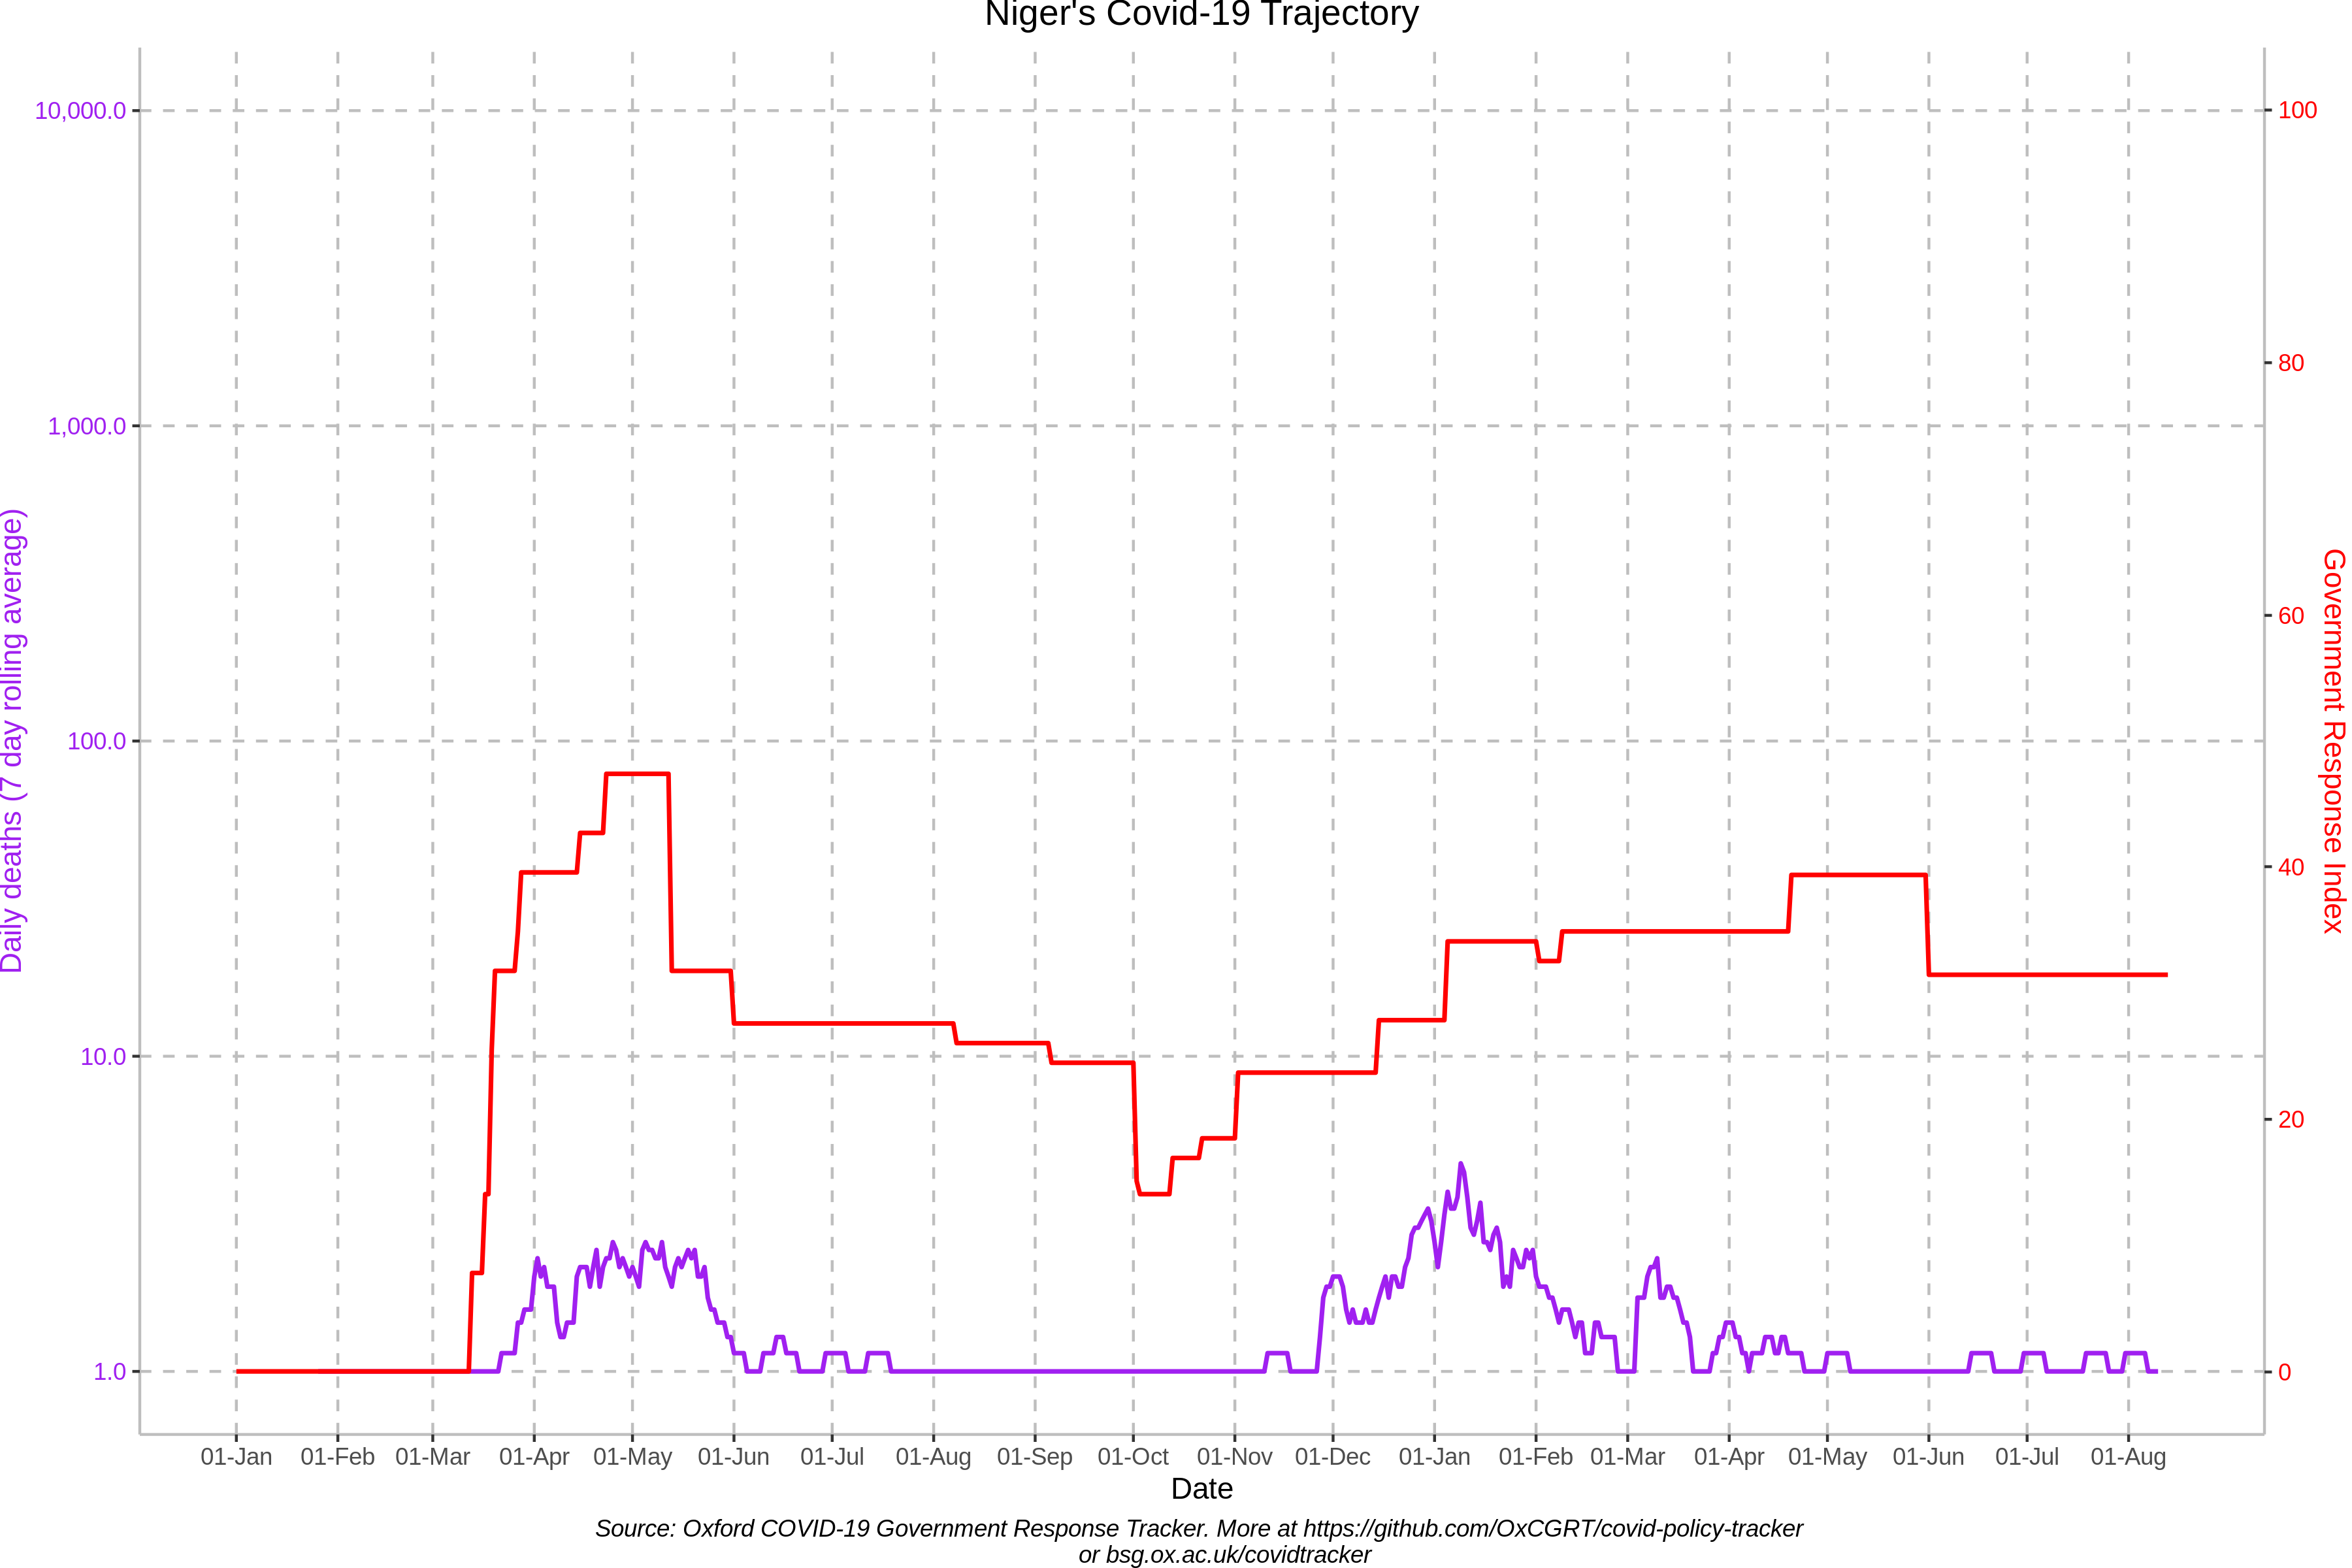 Niger's Covid-19 Trajectory
10,000.0
1,000.0
100.0
10.0
1.0
Daily deaths (7 day rolling average)
100
80
60
40
20
0
Government Response Index
01-Jan 01-Feb 01-Mar 01-Apr 01-May 01-Jun 01-Jul 01-Aug 01-Sep 01-Oct 01-Nov 01-Dec 01-Jan 01-Feb 01-Mar 01-Apr 01-May 01-Jun 01-Jul 01-Aug
Date
Source: Oxford COVID-19 Government Response Tracker. More at https://github.com/OxCGRT/covid-policy-tracker
or bsg.ox.ac.uk/covidtracker